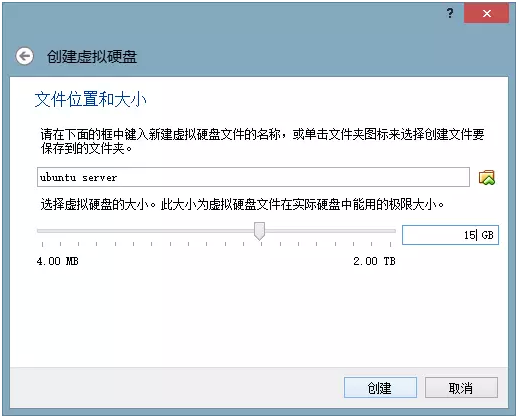 ?
创建虚拟硬盘
文件位置和大小
请在下面的框中键入新建虚拟硬盘文件的名称，或单击文件夹图标来选择创建文件要
保存到的文件夹。
ubuntu server
选择虚拟硬盘的大小。此大小为虚拟硬盘文件在实际硬盘中能用的极限大小。
15 GB
4.00 MB 2.00 TB
创建 取消